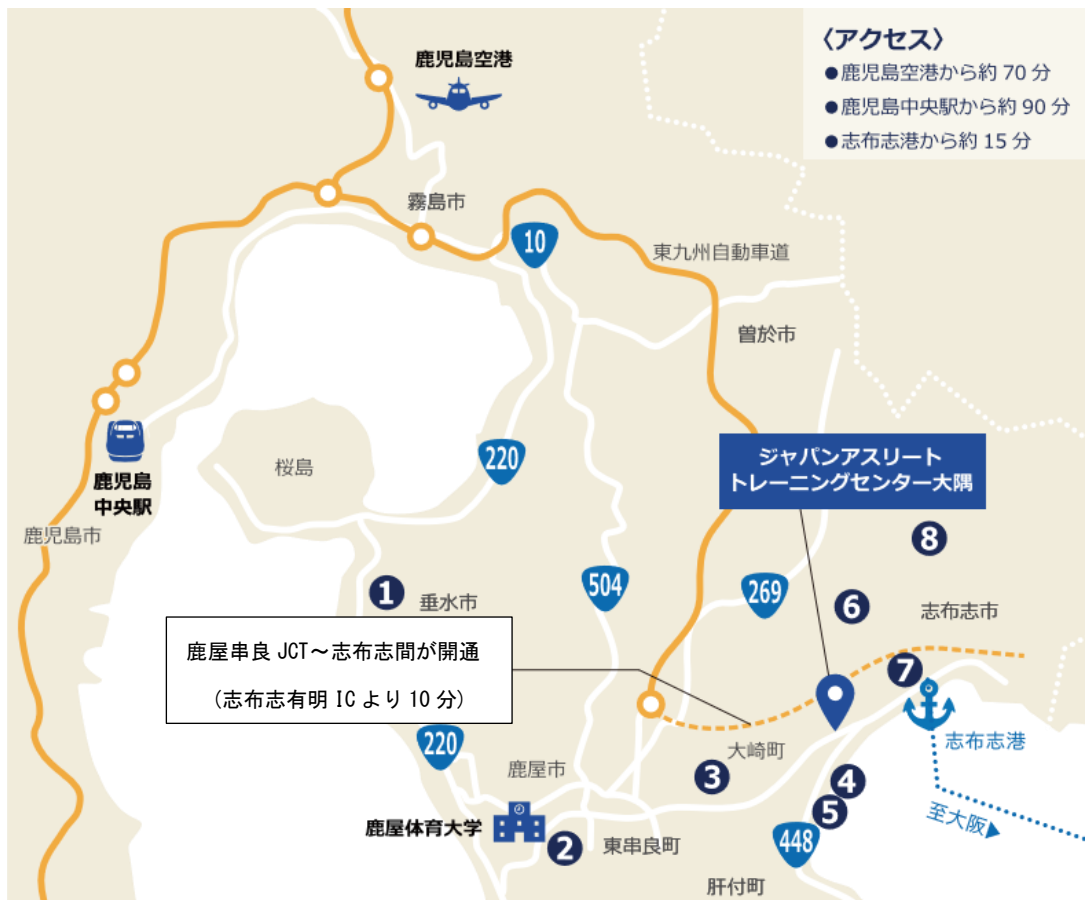 鹿児島空港
〈アクセス〉
●鹿児島空港から約 70 分
●鹿児島中央駅から約 90 分
●志布志港から約 15 分
霧島市
10
東九州自動車道
曽於市
220
桜島
鹿児島
中央駅
鹿児島市
ジャパンアスリート
トレーニングセンター大隅
8
1
垂水市
504
269
6
志布志市
鹿屋串良 JCT～志布志間が開通
(志布志有明 IC より 10 分)
7
志布志港
220
大崎町
鹿屋市
3
4
5
至大阪▶
鹿屋体育大学
2
東串良町
448
肝付町